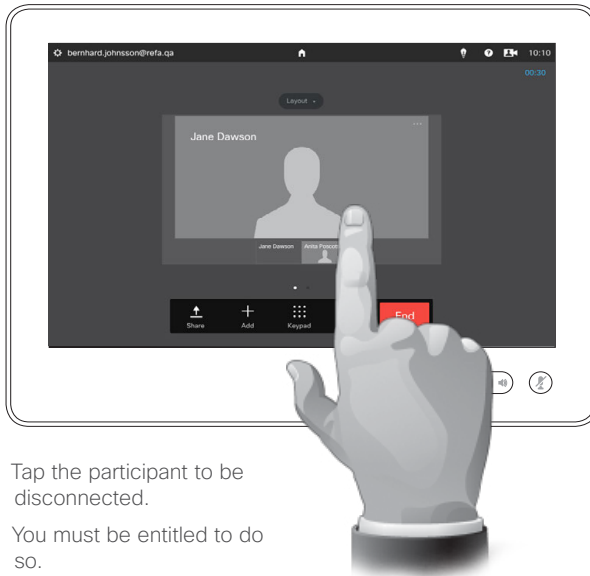 bernhard.johnsson@refa.qa
10:10
00:30
Layout
Jane Dawson
Jane Dawson
Share
Add
Keypad
End
Tap the participant to be
disconnected.
You must be entitled to do
so.